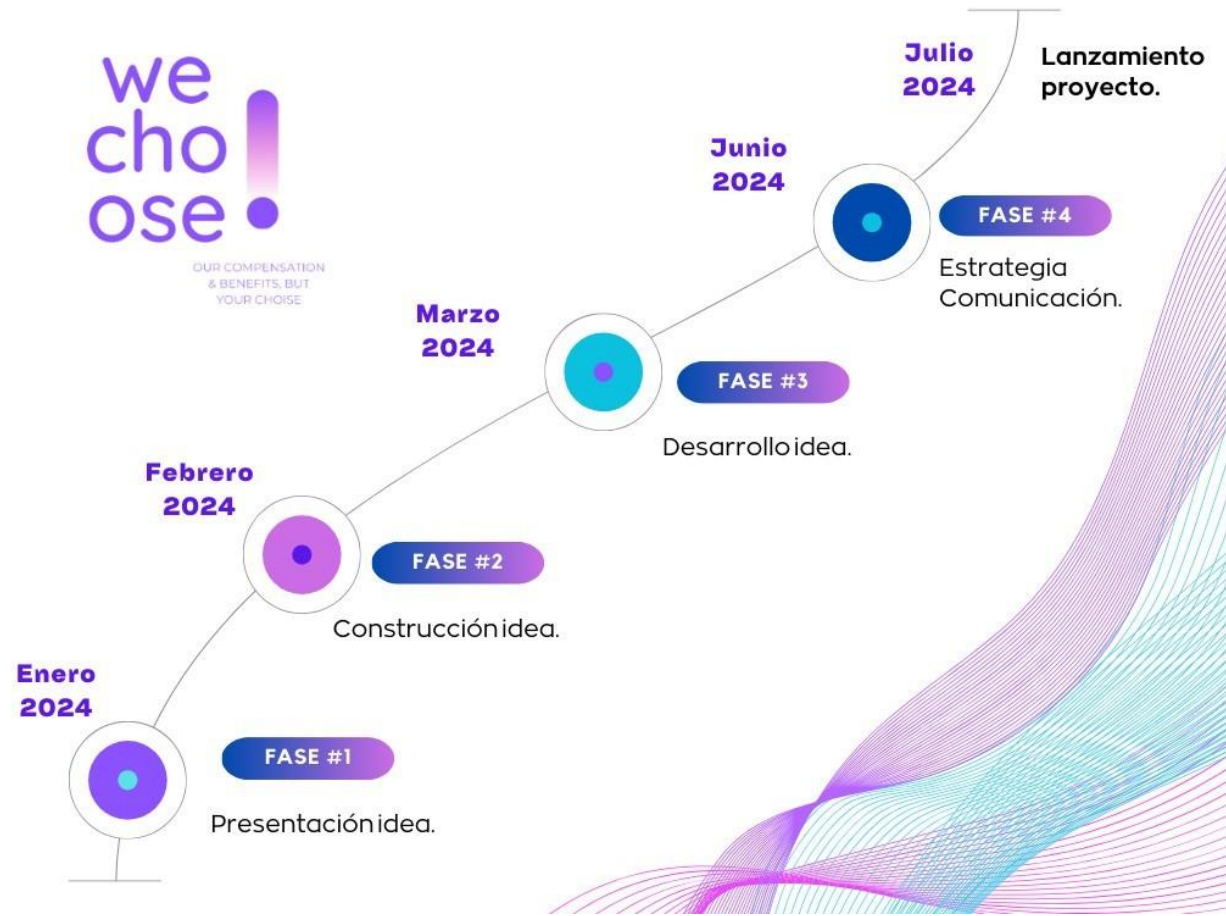 we
cho
ose!
OUR COMPENSATION
& BENEFITS, BUT
YOUR CHOISE
Julio
2024
Lanzamiento
proyecto.
Junio
2024
FASE #4
Estrategia
Comunicación.
Marzo
2024
FASE #3
Desarrollo idea.
Febrero
2024
FASE #2
Construcción idea.
Enero
2024
FASE #1
Presentación idea.